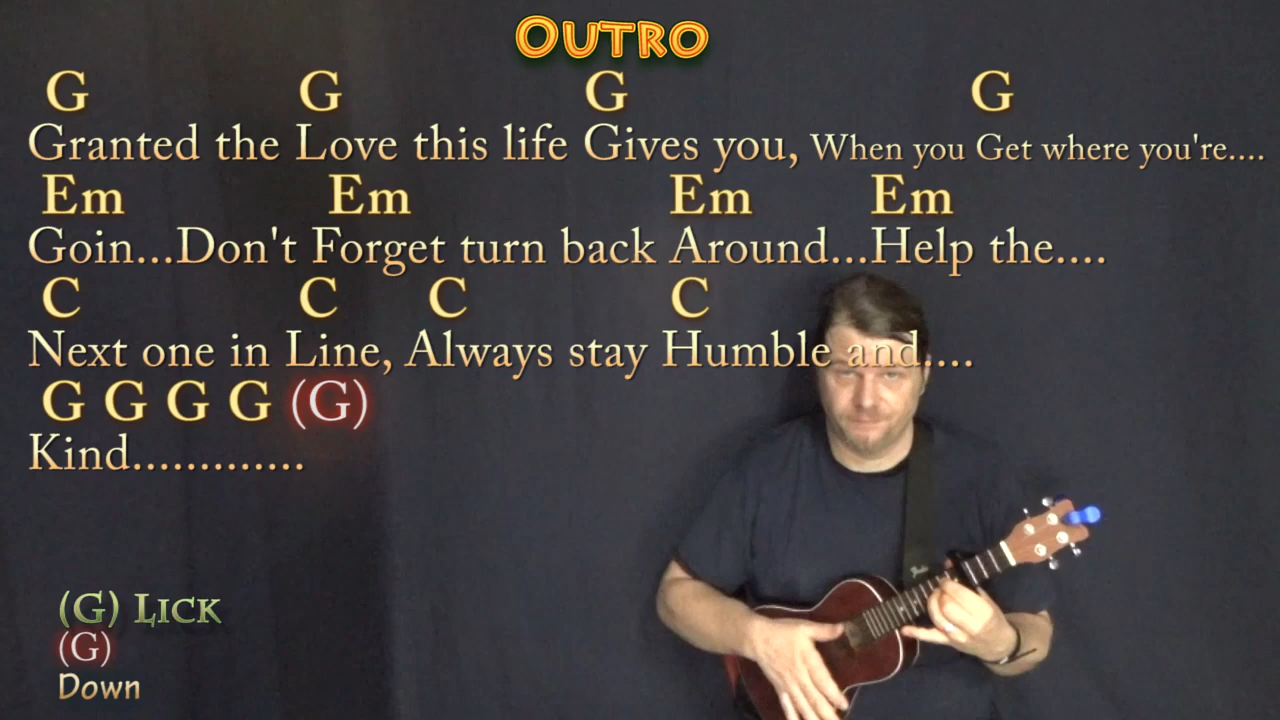 OUTRO
G G G G
Granted the Love this life Gives you, When you Get where you're....
Em Em Em Em
Goin...Don't Forget turn back Around...Help the....
C C C C
Next one in Line, Always stay Humble and....
G G G G (G)
Kind.............
(G) LICK
(G)
Down